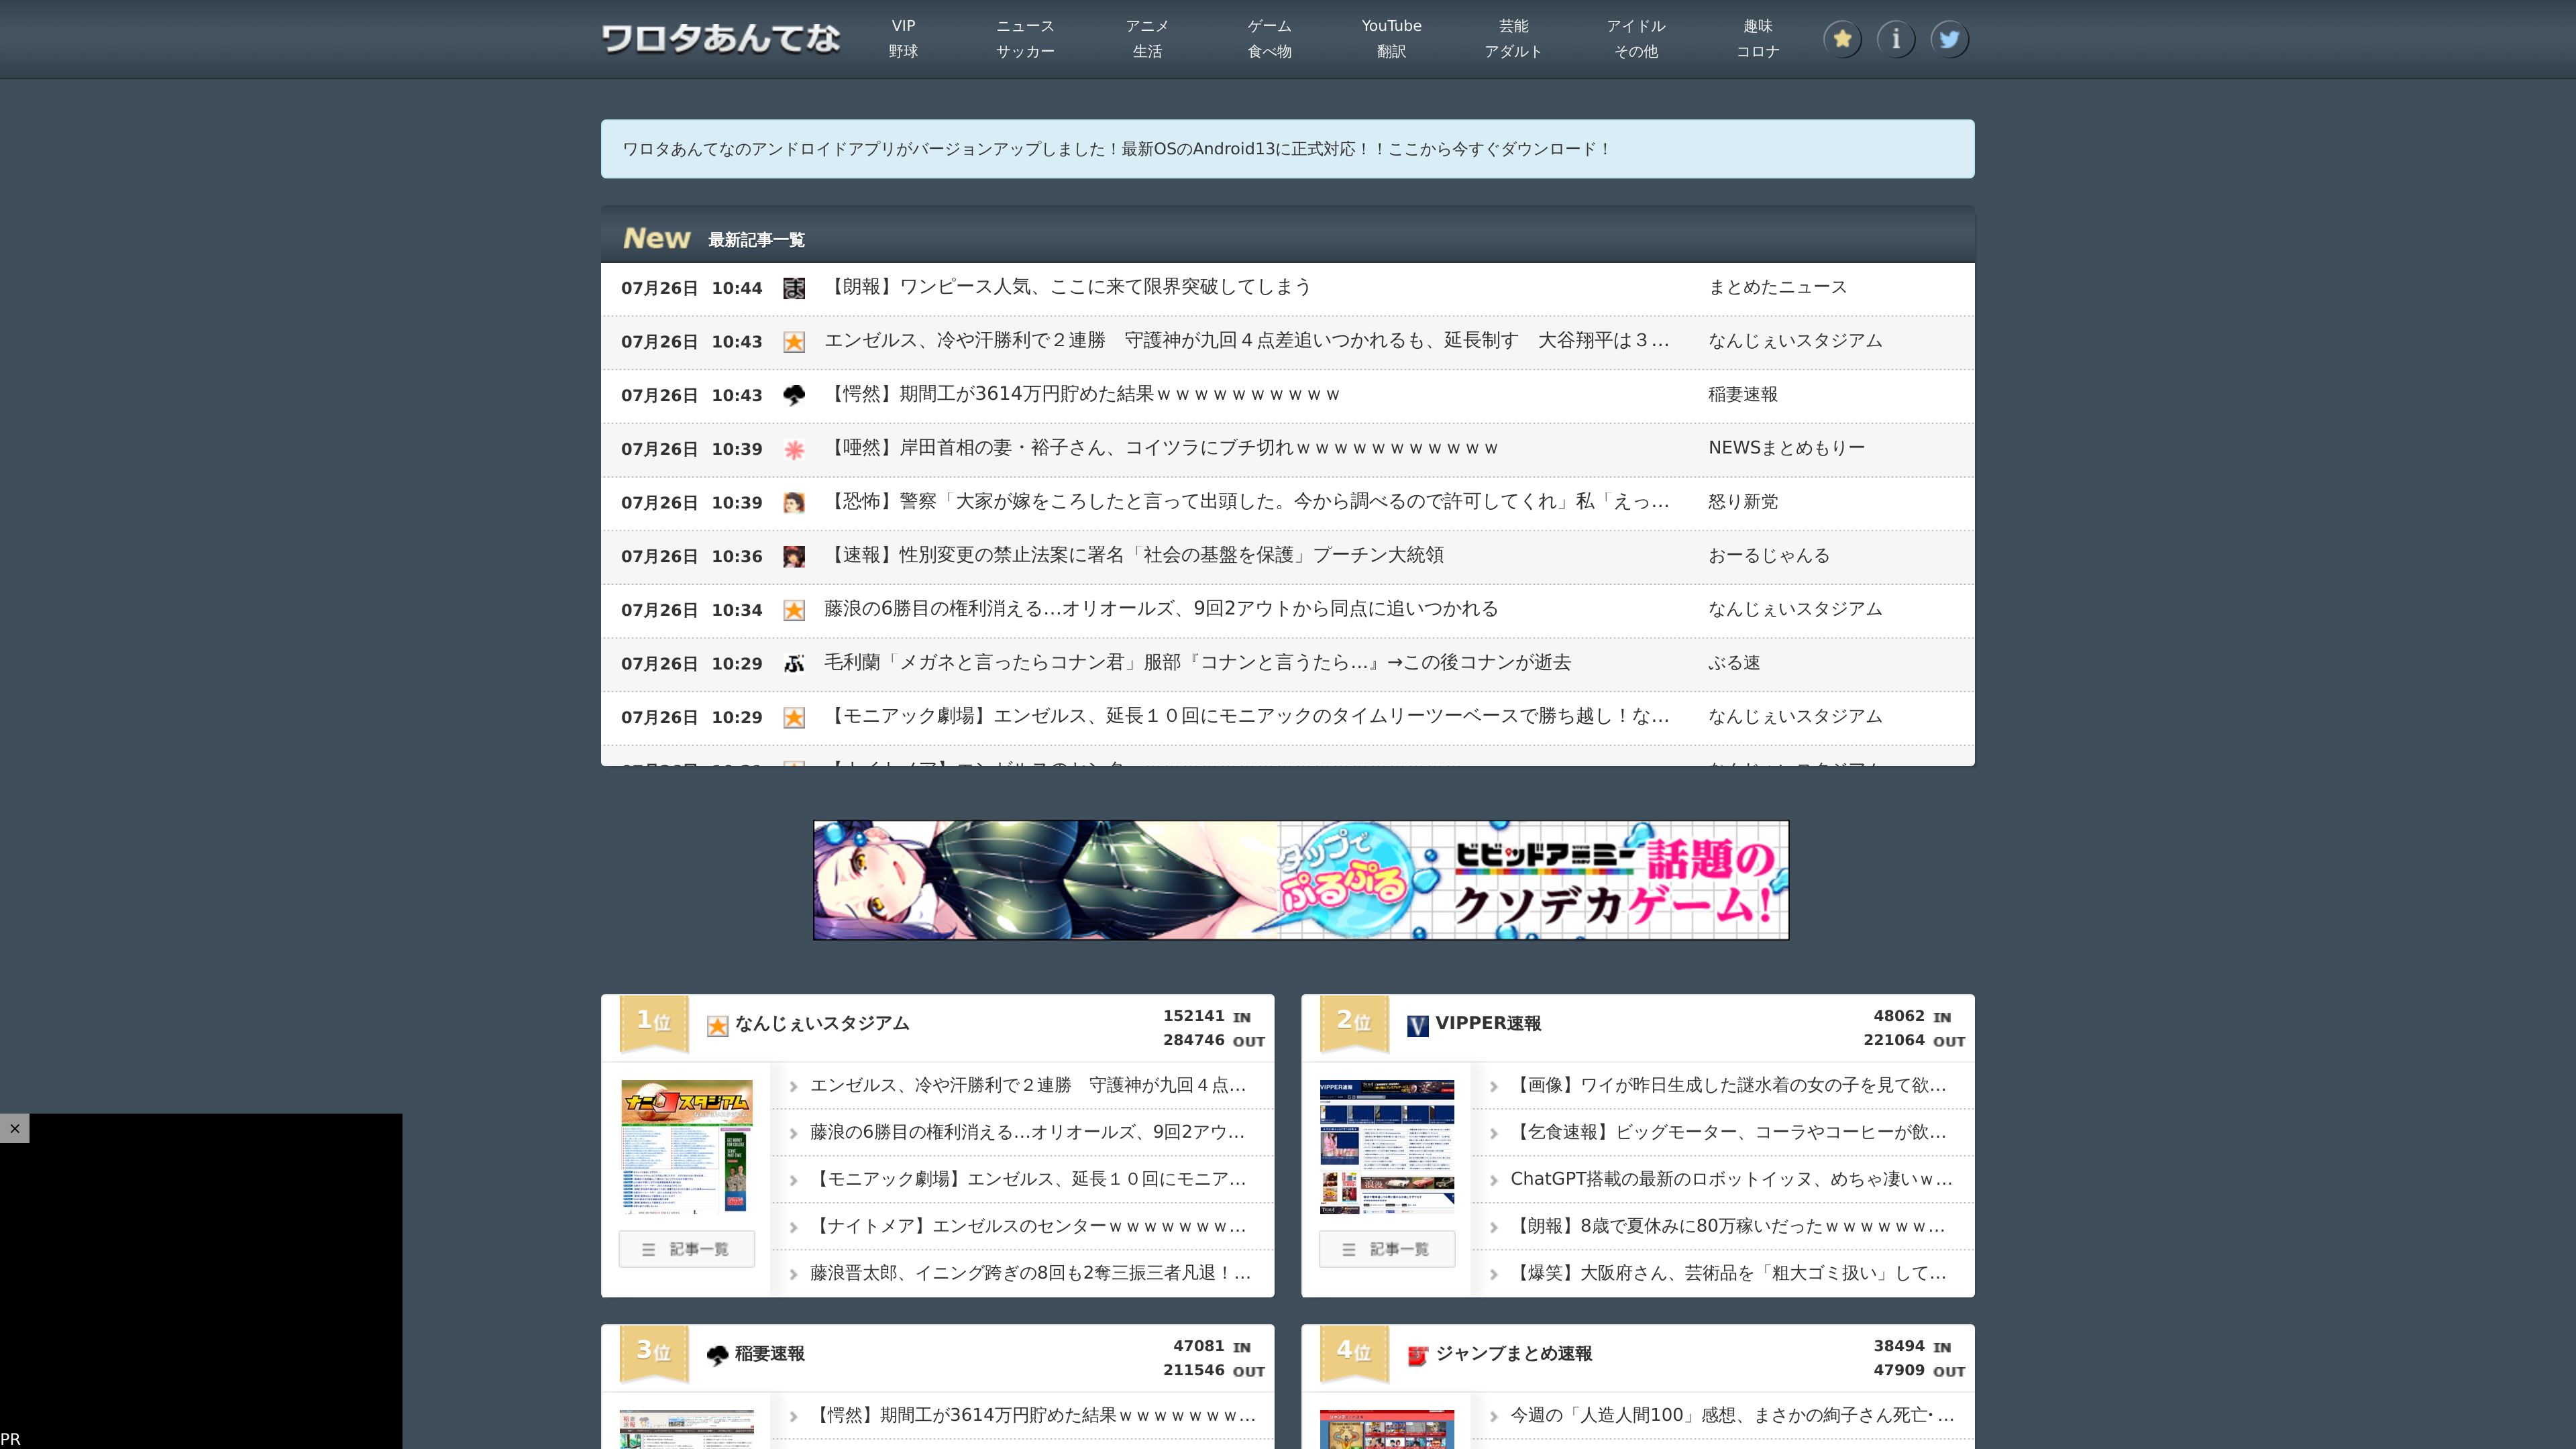 ワロタあんてな
VIP ニュース アニメ ゲーム YouTube 芸能 アイドル 趣味
野球 サッカー 生活 食べ物 翻訳 アダルト その他 コロナ
ワロタあんてなのアンドロイドアプリがバージョンアップしました！最新OSのAndroid13に正式対応！！ここから今すぐダウンロード！
New 最新記事一覧
07月26日 10:44 【朗報】ワンピース人気、ここに来て限界突破してしまう まとめたニュース
07月26日 10:43 エンゼルス、冷や汗勝利で２連勝　守護神が九回４点差追いつかれるも、延長制す　大谷翔平は３… なんじぇいスタジアム
07月26日 10:43 【愕然】期間工が3614万円貯めた結果ｗｗｗｗｗｗｗｗｗｗ 稲妻速報
07月26日 10:39 【唖然】岸田首相の妻・裕子さん、コイツラにブチ切れｗｗｗｗｗｗｗｗｗｗｗ NEWSまとめもりー
07月26日 10:39 【恐怖】警察「大家が嫁をころしたと言って出頭した。今から調べるので許可してくれ」私「えっ… 怒り新党
07月26日 10:36 【速報】性別変更の禁止法案に署名「社会の基盤を保護」プーチン大統領 おーるじゃんる
07月26日 10:34 藤浪の6勝目の権利消える…オリオールズ、9回2アウトから同点に追いつかれる なんじぇいスタジアム
07月26日 10:29 毛利蘭「メガネと言ったらコナン君」服部『コナンと言うたら…』→この後コナンが逝去 ぶる速
07月26日 10:29 【モニアック劇場】エンゼルス、延長１０回にモニアックのタイムリーツーベースで勝ち越し！な… なんじぇいスタジアム
タップで
ぷるぷる
ビビッドアーミー 話題の
クソデカゲーム!
1位 なんじぇいスタジアム 152141 IN
284746 OUT
エンゼルス、冷や汗勝利で２連勝　守護神が九回４点…
藤浪の6勝目の権利消える…オリオールズ、9回2アウ…
【モニアック劇場】エンゼルス、延長１０回にモニア…
【ナイトメア】エンゼルスのセンターｗｗｗｗｗｗｗ…
藤浪晋太郎、イニング跨ぎの8回も2奪三振三者凡退！…
記事一覧
2位 VIPPER速報 48062 IN
221064 OUT
【画像】ワイが昨日生成した謎水着の女の子を見て欲…
【乞食速報】ビッグモーター、コーラやコーヒーが飲…
ChatGPT搭載の最新のロボットイッヌ、めちゃ凄いｗ…
【朗報】8歳で夏休みに80万稼いだったｗｗｗｗｗｗ…
【爆笑】大阪府さん、芸術品を「粗大ゴミ扱い」して…
記事一覧
3位 稲妻速報 47081 IN
211546 OUT
【愕然】期間工が3614万円貯めた結果ｗｗｗｗｗｗｗ…
4位 ジャンプまとめ速報 38494 IN
47909 OUT
今週の「人造人間100」感想、まさかの絢子さん死亡･…
×
PR